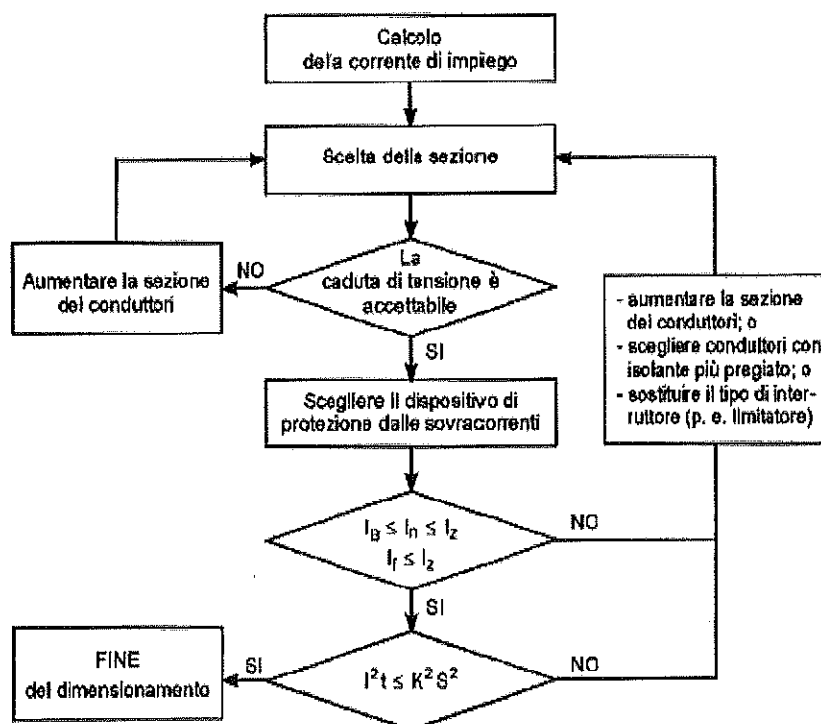 Calcolo
della corrente di impiego
Scelta della sezione
Aumentare la sezione
dei conduttori
NO
La
caduta di tensione è
accettabile
SI
- aumentare la sezione
dei conduttori; o
- scegliere conduttori con
isolante più pregiato; o
- sostituire il tipo di inter-
ruttore (p. e. limitatore)
Scegliere il dispositivo di
protezione dalle sovracorrenti
I_B ≤ I_n ≤ I_z
I_f ≤ I_z
NO
SI
FINE
del dimensionamento
SI
I²t ≤ K²S²
NO